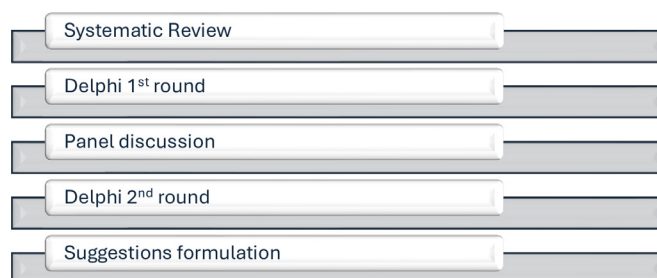 Systematic Review
Delphi 1st round
Panel discussion
Delphi 2nd round
Suggestions formulation